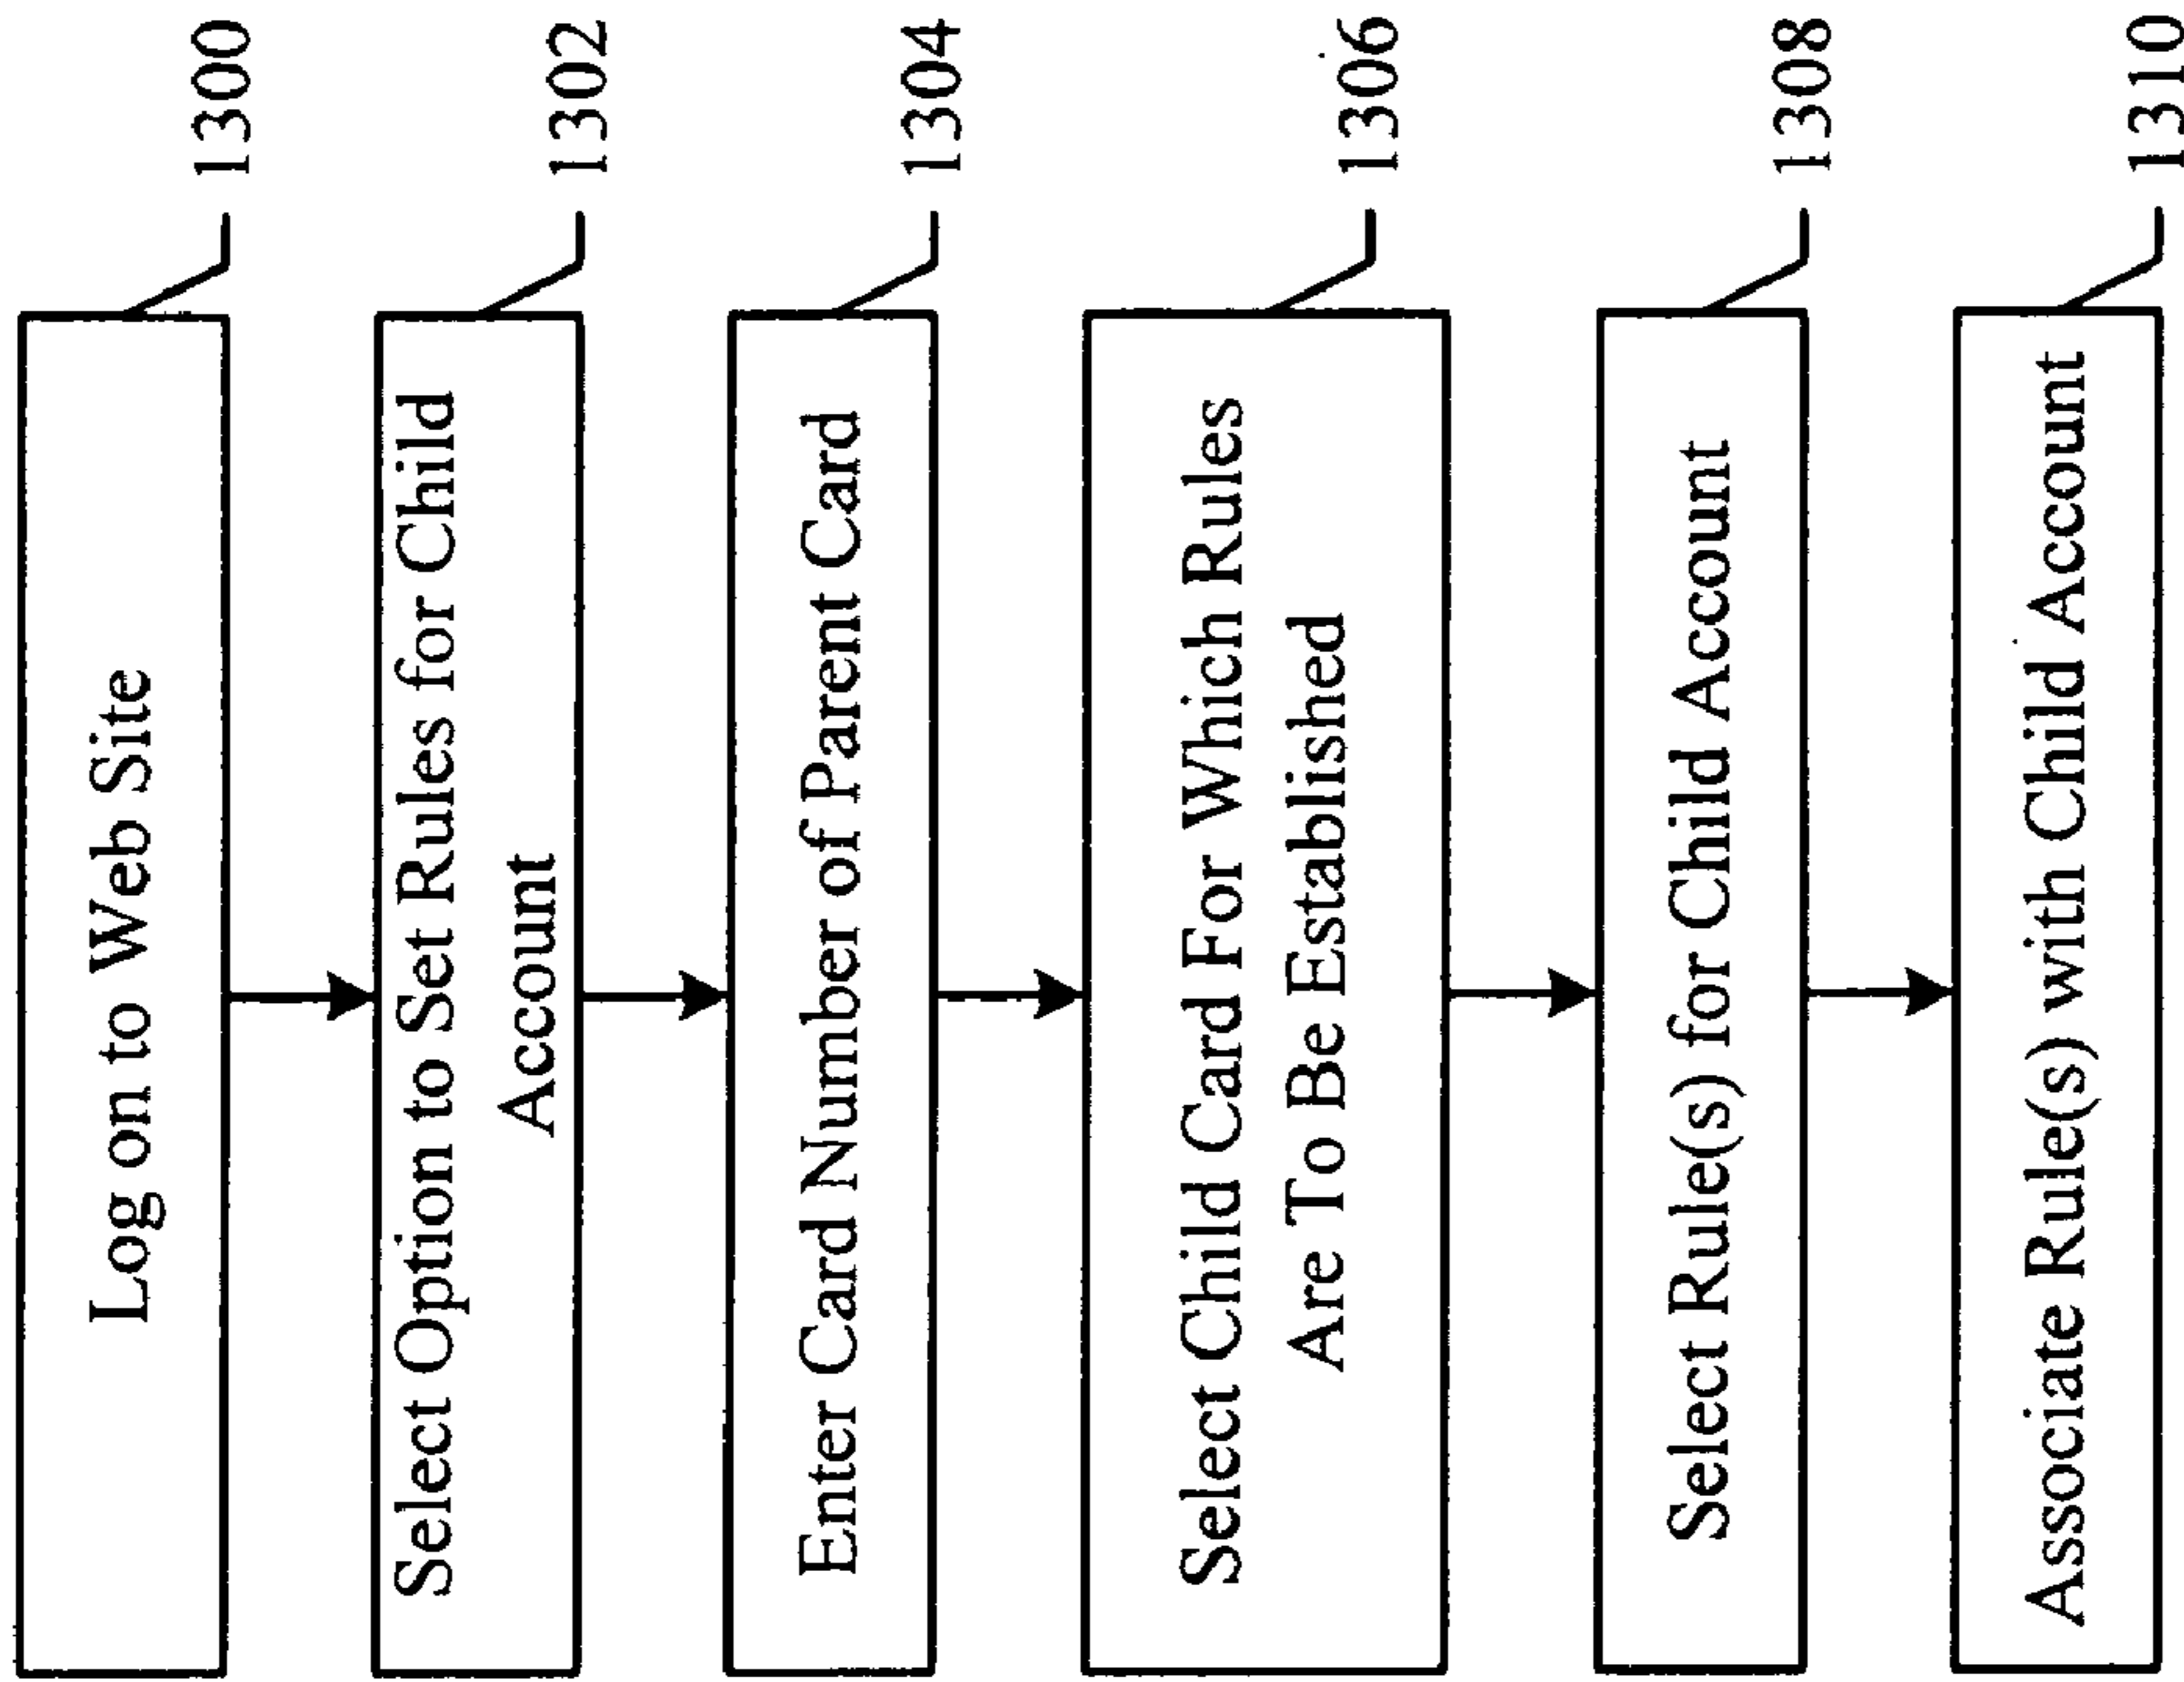 Log on to Web Site
1300
Select Option to Set Rules for Child
Account
1302
Enter Card Number of Parent Card
1304
Select Child Card For Which Rules
Are To Be Established
1306
Select Rule(s) for Child Account
1308
Associate Rule(s) with Child Account
1310